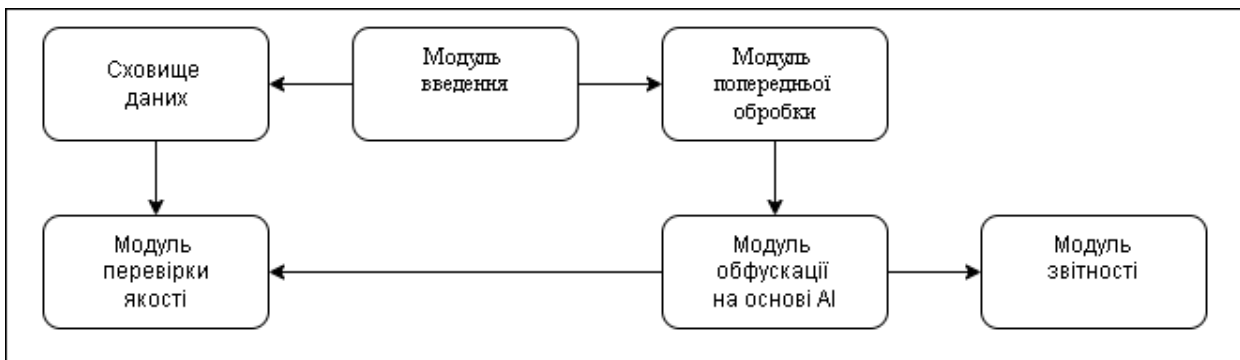 Сховище
даних
Модуль
введення
Модуль
попередньої
обробки
Модуль
перевірки
якості
Модуль
обфускації
на основі AI
Модуль
звітності